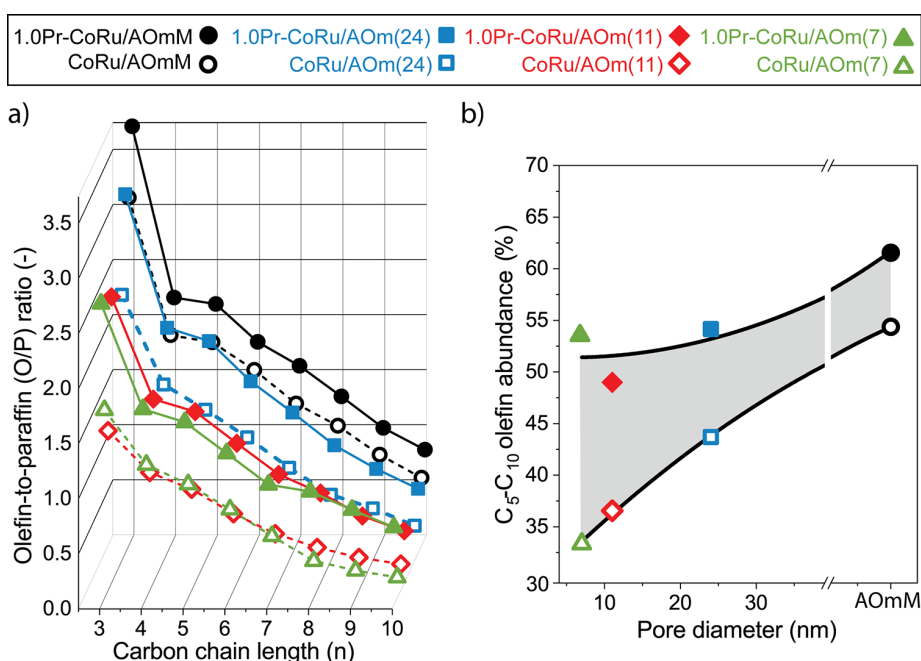 1.0Pr-CoRu/AOmM 1.0Pr-CoRu/AOm(24) 1.0Pr-CoRu/AOm(11) 1.0Pr-CoRu/AOm(7)
CoRu/AOmM CoRu/AOm(24) CoRu/AOm(11) CoRu/AOm(7)
a)
Olefin-to-paraffin (O/P) ratio (-)
3.5
3.0
2.5
2.0
1.5
1.0
0.5
0.0
3 4 5 6 7 8 9 10
Carbon chain length (n)
b)
C5-C10 olefin abundance (%)
70
65
60
55
50
45
40
35
30
10 20 30 AOmM
Pore diameter (nm)